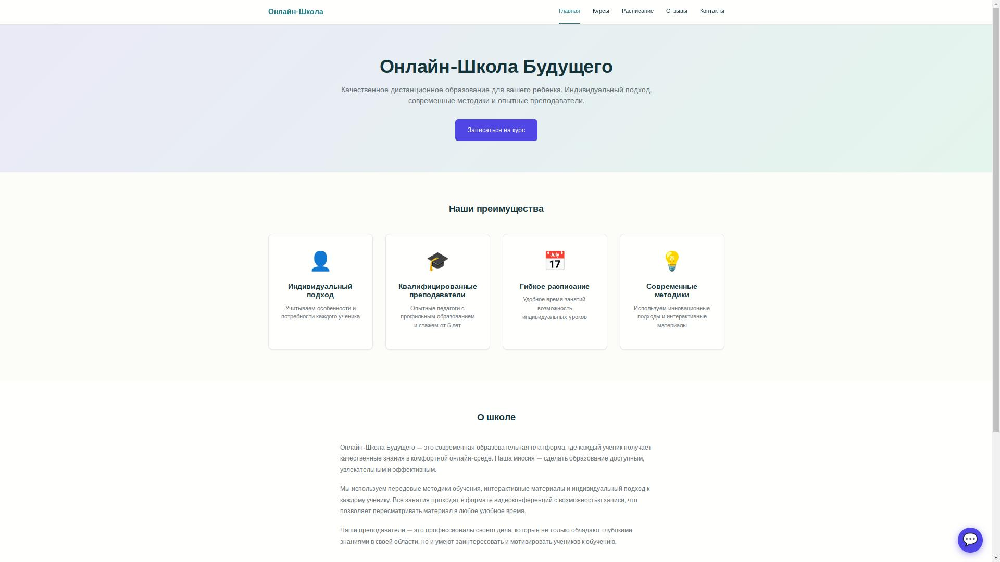 Онлайн-Школа
Главная
Курсы
Расписание
Отзывы
Контакты
Онлайн-Школа Будущего
Качественное дистанционное образование для вашего ребенка. Индивидуальный подход,
современные методики и опытные преподаватели.
Записаться на курс
Наши преимущества
Индивидуальный
подход
Учитываем особенности и
потребности каждого ученика
Квалифицированные
преподаватели
Опытные педагоги с
профильным образованием
и стажем от 5 лет
July
17
Гибкое расписание
Удобное время занятий,
возможность
индивидуальных уроков
Современные
методики
Используем инновационные
подходы и интерактивные
материалы
О школе
Онлайн-Школа Будущего — это современная образовательная платформа, где каждый ученик получает
качественные знания в комфортной онлайн-среде. Наша миссия — сделать образование доступным,
увлекательным и эффективным.
Мы используем передовые методики обучения, интерактивные материалы и индивидуальный подход к
каждому ученику. Все занятия проходят в формате видеоконференций с возможностью записи, что
позволяет пересматривать материал в любое удобное время.
Наши преподаватели — это профессионалы своего дела, которые не только обладают глубокими
знаниями в своей области, но и умеют заинтересовать и мотивировать учеников к обучению.